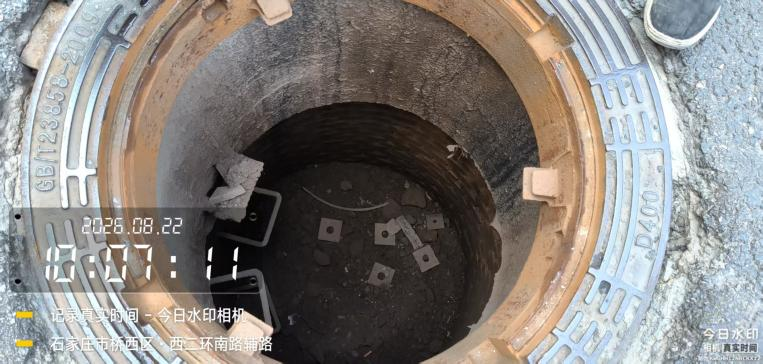 GB/T23858-2009
D400
2026.08.22
10:07:11
记录真实时间 - 今日水印相机
石家庄市桥西区·西二环南路辅路
今日水印
相机 真实时间